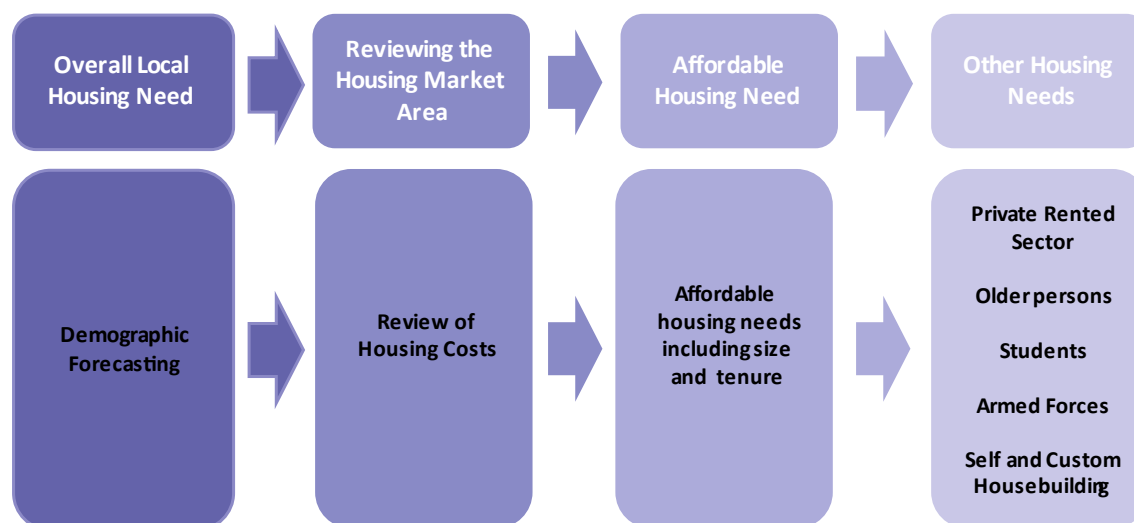 Overall Local
Housing Need
Reviewing the
Housing Market
Area
Affordable
Housing Need
Other Housing
Needs
Demographic
Forecasting
Review of
Housing Costs
Affordable
housing needs
including size
and tenure
Private Rented
Sector
Older persons
Students
Armed Forces
Self and Custom
Housebuilding